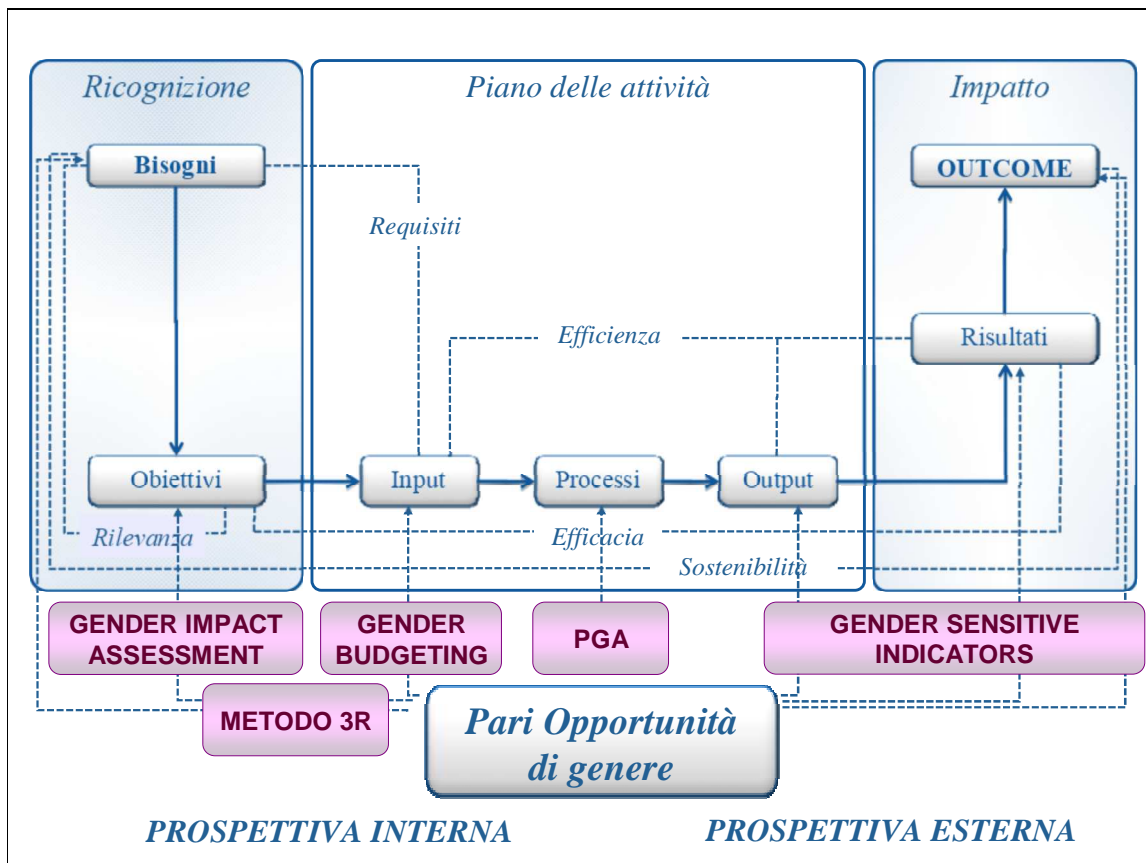 Ricognizione
Piano delle attività
Impatto
Bisogni
OUTCOME
Requisiti
Efficienza
Risultati
Obiettivi
Input
Processi
Output
Rilevanza
Efficacia
Sostenibilità
GENDER IMPACT
ASSESSMENT
GENDER
BUDGETING
PGA
GENDER SENSITIVE
INDICATORS
METODO 3R
Pari Opportunità
di genere
PROSPETTIVA INTERNA
PROSPETTIVA ESTERNA